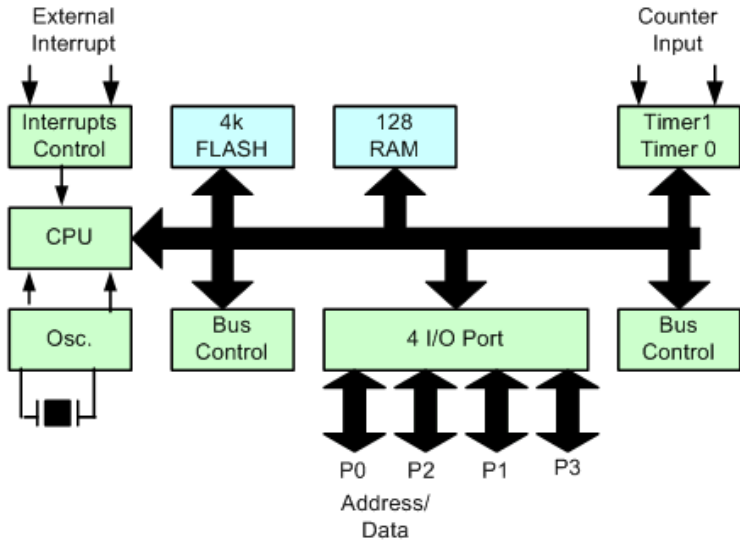 External
Interrupt
Counter
Input
Interrupts
Control
4k
FLASH
128
RAM
Timer1
Timer 0
CPU
Osc.
Bus
Control
4 I/O Port
Bus
Control
P0
P2
P1
P3
Address/
Data